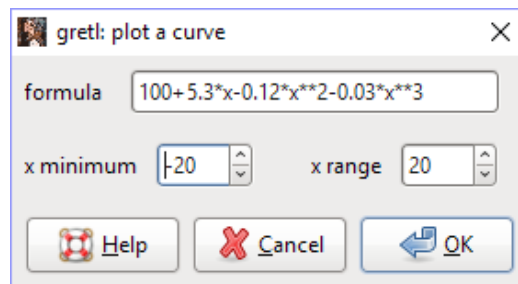 gretl: plot a curve
formula 100+5.3*x-0.12*x**2-0.03*x**3
x minimum -20 x range 20
Help Cancel OK